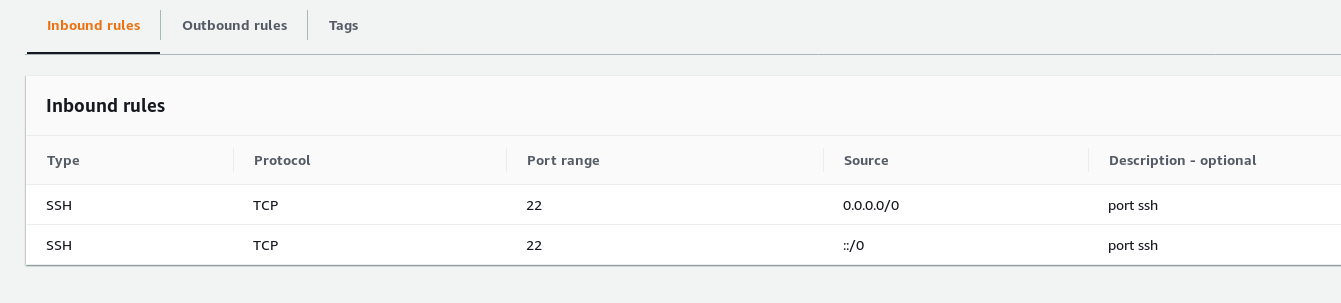 Inbound rules Outbound rules Tags
Inbound rules
Type Protocol Port range Source Description - optional
SSH TCP 22 0.0.0.0/0 port ssh
SSH TCP 22 ::/0 port ssh